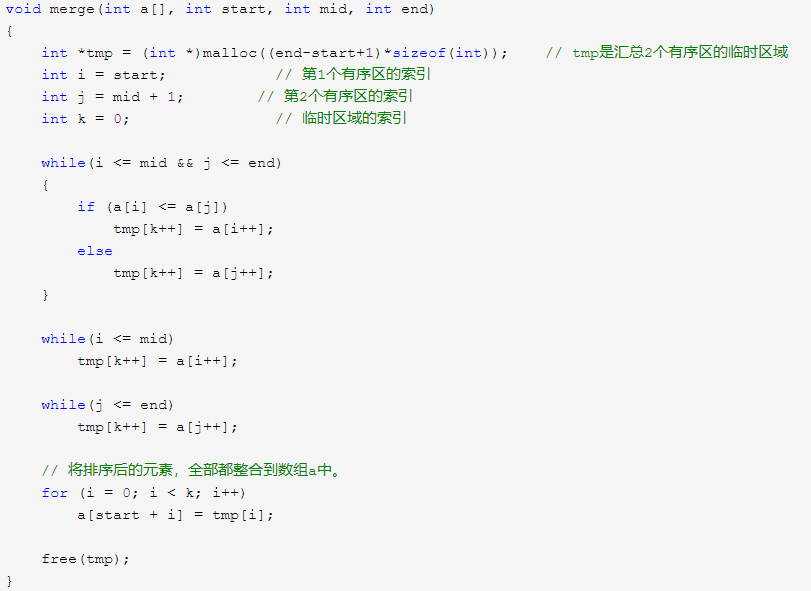 void merge(int a[], int start, int mid, int end)
{
    int *tmp = (int *)malloc((end-start+1)*sizeof(int));    // tmp是汇总2个有序区的临时区域
    int i = start;            // 第1个有序区的索引
    int j = mid + 1;        // 第2个有序区的索引
    int k = 0;                // 临时区域的索引

    while(i <= mid && j <= end)
    {
        if (a[i] <= a[j])
            tmp[k++] = a[i++];
        else
            tmp[k++] = a[j++];
    }

    while(i <= mid)
        tmp[k++] = a[i++];

    while(j <= end)
        tmp[k++] = a[j++];

    // 将排序后的元素，全部都整合到数组a中。
    for (i = 0; i < k; i++)
        a[start + i] = tmp[i];

    free(tmp);
}